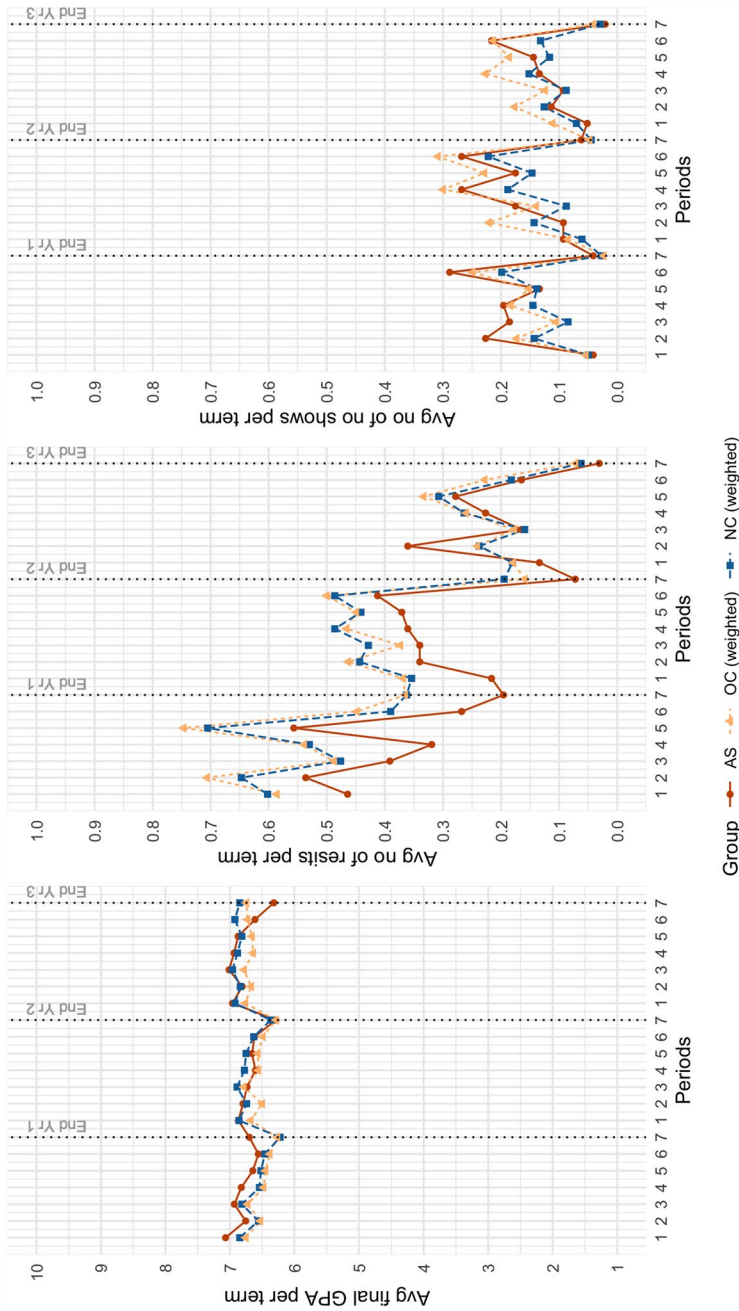 Avg final GPA per term
10
9
8
7
6
5
4
3
2
1
End Yr 1
End Yr 2
End Yr 3
1 2 3 4 5 6 7 1 2 3 4 5 6 7 1 2 3 4 5 6 7
Periods
Avg no of resits per term
1.0
0.9
0.8
0.7
0.6
0.5
0.4
0.3
0.2
0.1
0.0
End Yr 1
End Yr 2
End Yr 3
1 2 3 4 5 6 7 1 2 3 4 5 6 7 1 2 3 4 5 6 7
Periods
Avg no of no shows per term
1.0
0.9
0.8
0.7
0.6
0.5
0.4
0.3
0.2
0.1
0.0
End Yr 1
End Yr 2
End Yr 3
1 2 3 4 5 6 7 1 2 3 4 5 6 7 1 2 3 4 5 6 7
Periods
Group AS OC (weighted) NC (weighted)